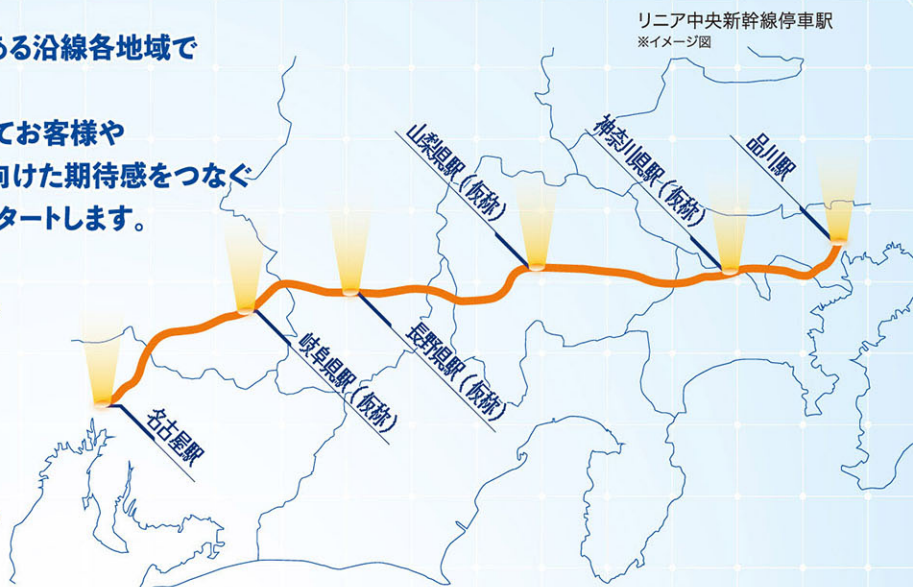 リニア中央新幹線停車駅
※イメージ図
ある沿線各地域で
てお客様や
向けた期待感をつなぐ
タートします。
山梨県駅(仮称)
神奈川県駅(仮称)
品川駅
岐阜県駅(仮称)
長野県駅(仮称)
名古屋駅